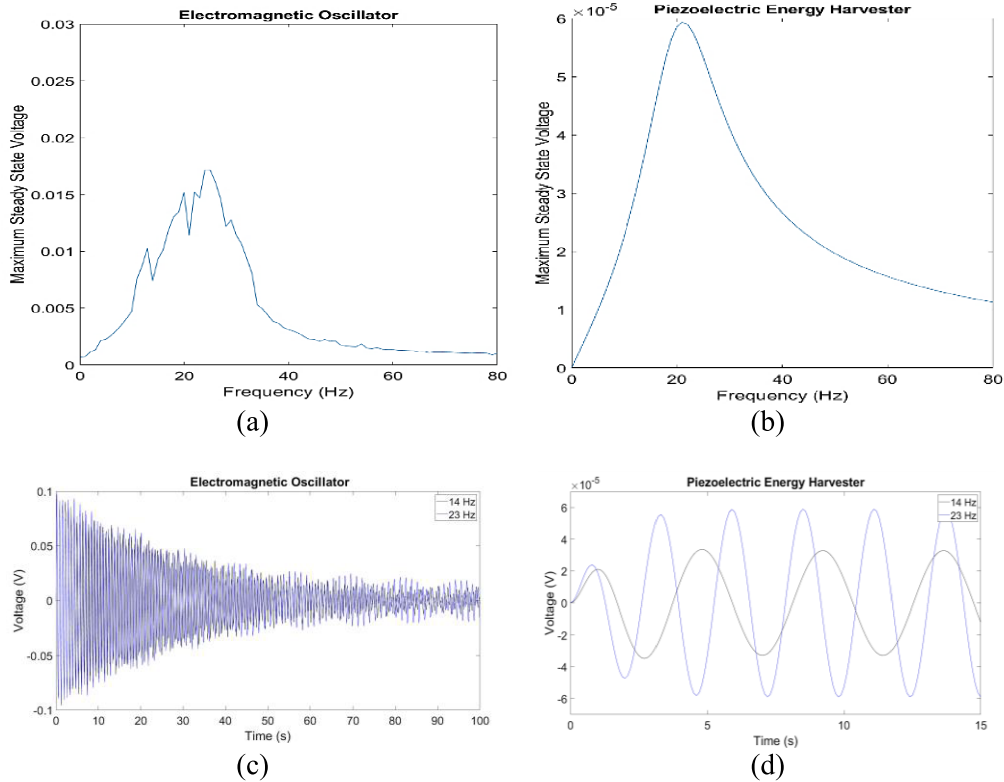 Electromagnetic Oscillator
Maximum Steady State Voltage
0.03
0.025
0.02
0.015
0.01
0.005
0
0 20 40 60 80
Frequency (Hz)
(a)
Piezoelectric Energy Harvester
×10⁻⁵
Maximum Steady State Voltage
6
5
4
3
2
1
0
0 20 40 60 80
Frequency (Hz)
(b)
Electromagnetic Oscillator
14 Hz
23 Hz
Voltage (V)
0.1
0.05
0
-0.05
-0.1
0 10 20 30 40 50 60 70 80 90 100
Time (s)
(c)
Piezoelectric Energy Harvester
×10⁻⁵
14 Hz
23 Hz
Voltage (V)
6
4
2
0
-2
-4
-6
0 5 10 15
Time (s)
(d)